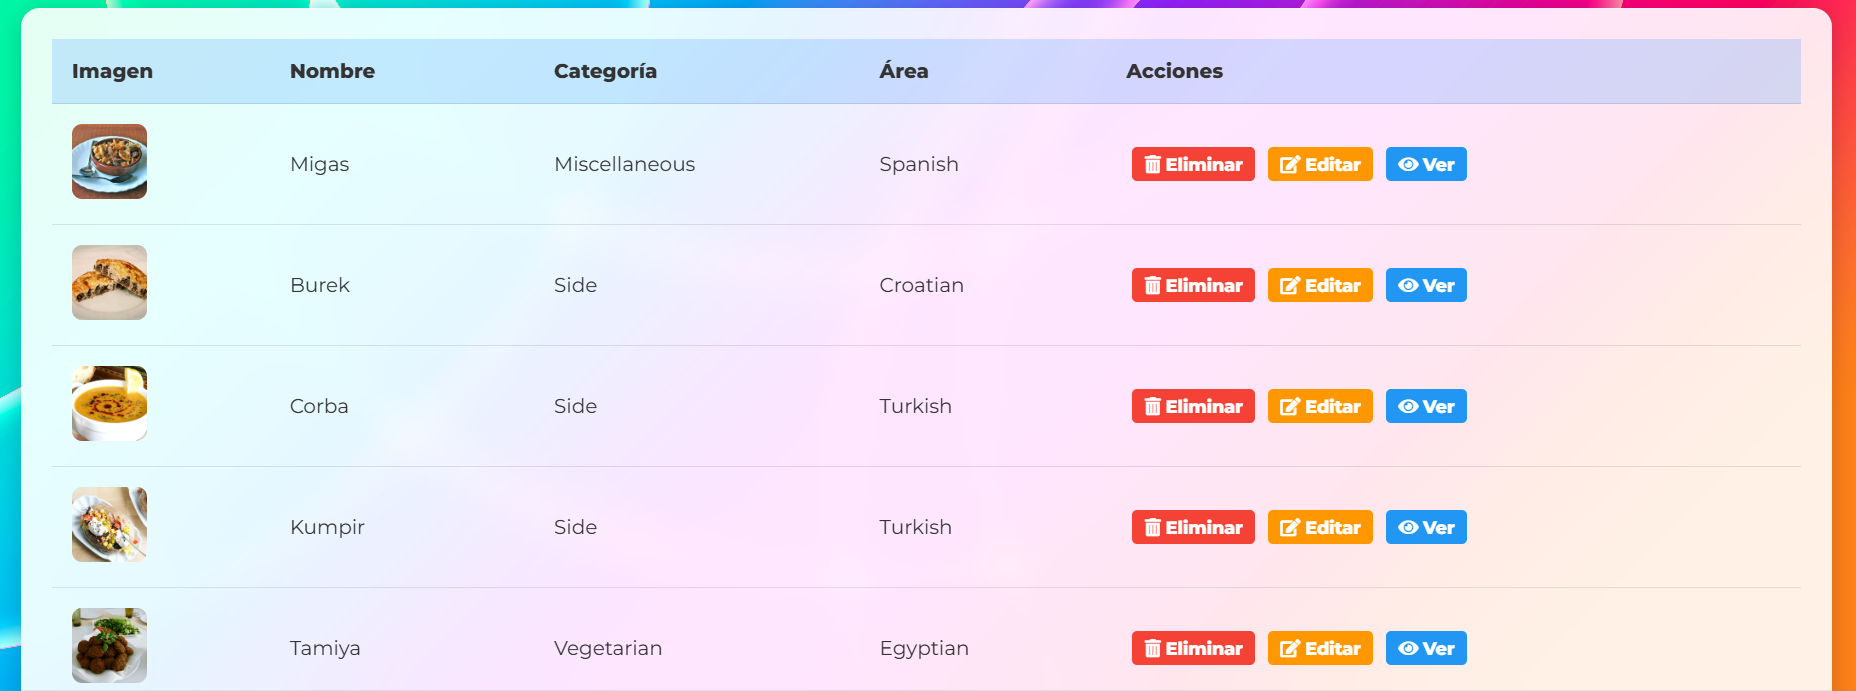 Imagen Nombre Categoría Área Acciones
Migas Miscellaneous Spanish Eliminar Editar Ver
Burek Side Croatian Eliminar Editar Ver
Corba Side Turkish Eliminar Editar Ver
Kumpir Side Turkish Eliminar Editar Ver
Tamiya Vegetarian Egyptian Eliminar Editar Ver